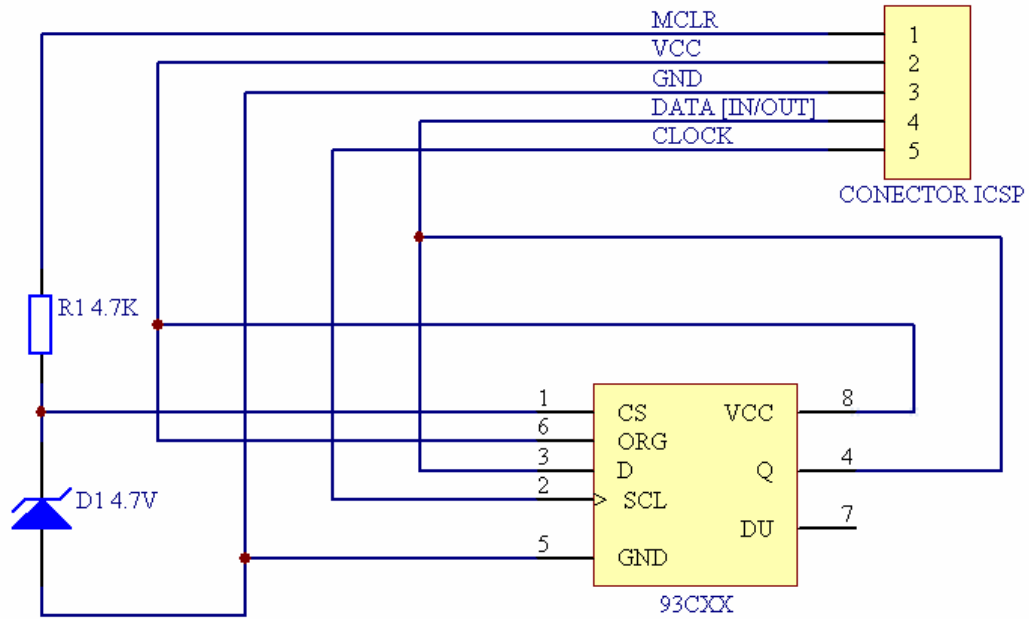 MCLR
1
VCC
2
GND
3
DATA [IN/OUT]
4
CLOCK
5
CONECTOR ICSP
R1 4.7K
1
CS
VCC
8
6
ORG
3
D
Q
4
2
SCL
D1 4.7V
DU
7
5
GND
93CXX